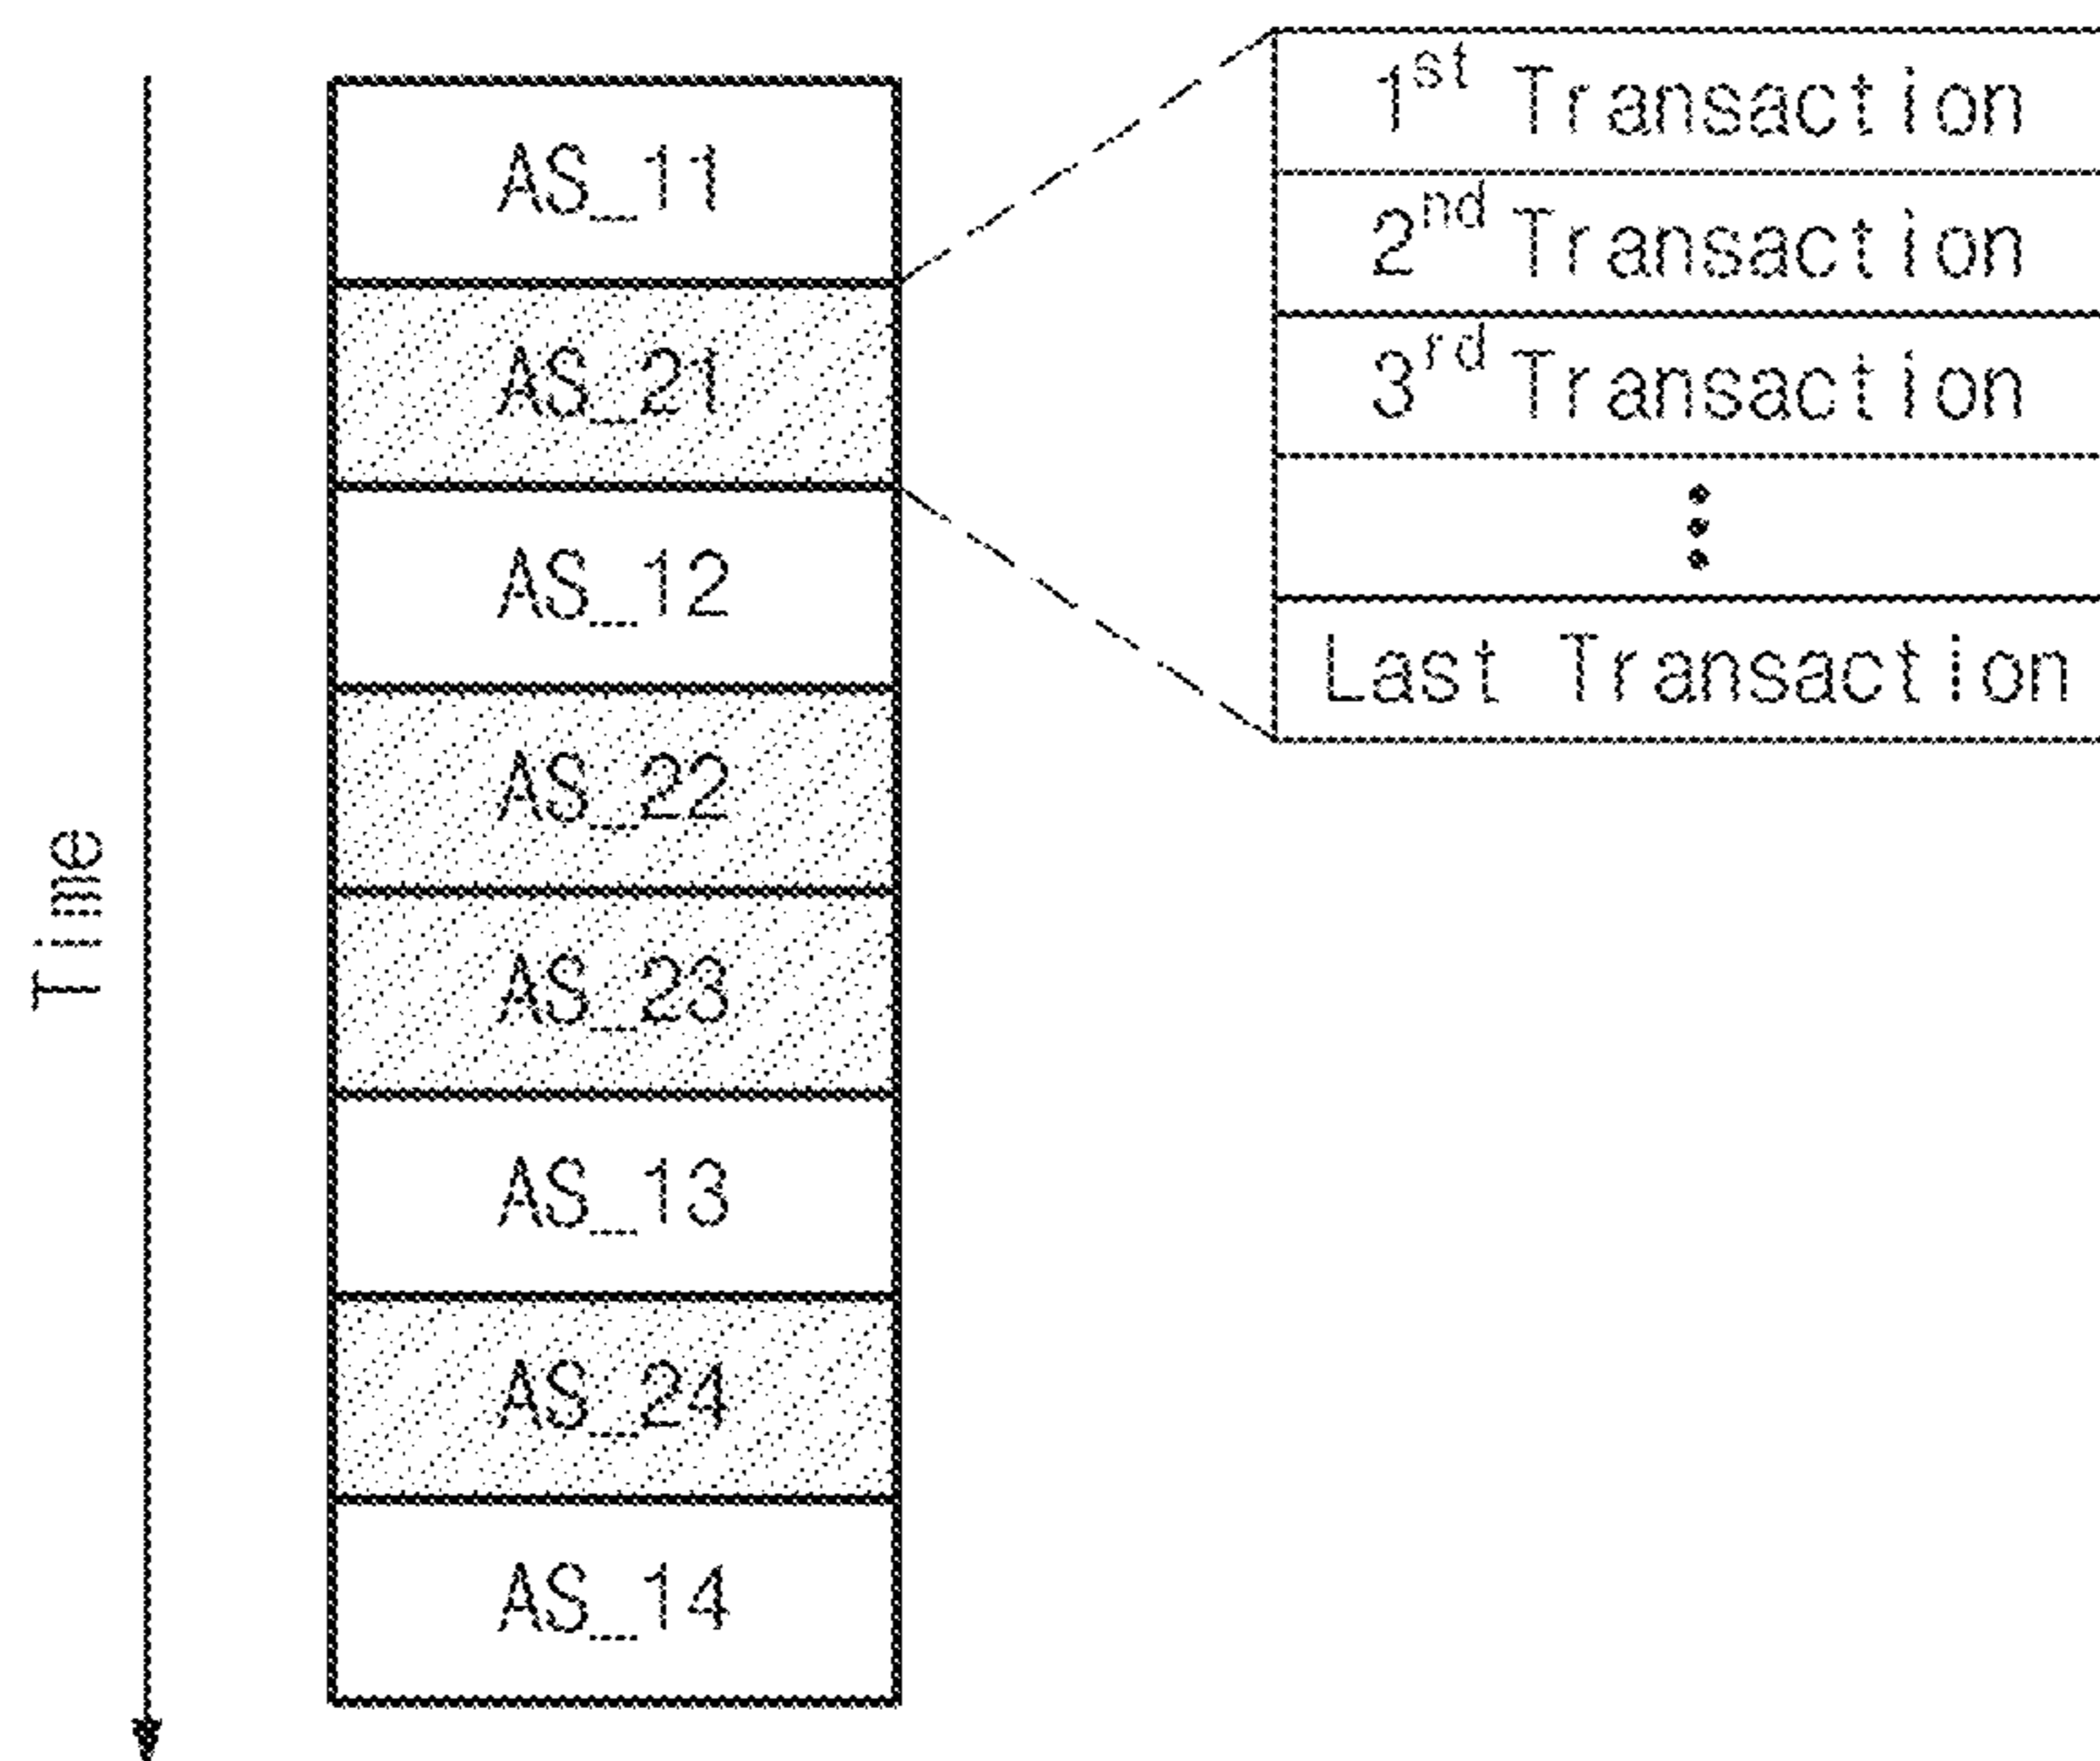 Time
AS_11
AS_21
AS_12
AS_22
AS_23
AS_13
AS_24
AS_14
1st Transaction
2nd Transaction
3rd Transaction
Last Transaction